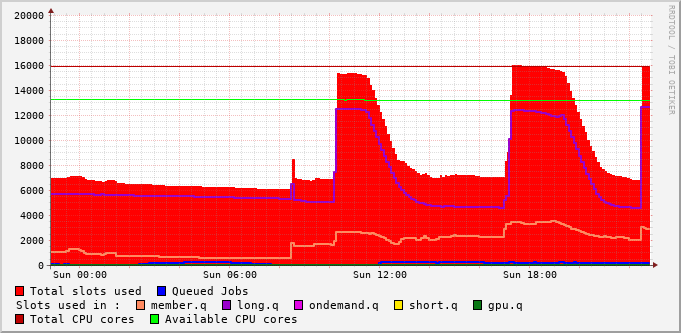 20000
18000
16000
14000
12000
10000
8000
6000
4000
2000
0
Sun 00:00 Sun 06:00 Sun 12:00 Sun 18:00
RRDTOOL / TOBI OETIKER
Total slots used Queued Jobs
Slots used in : member.q long.q ondemand.q short.q gpu.q
Total CPU cores Available CPU cores